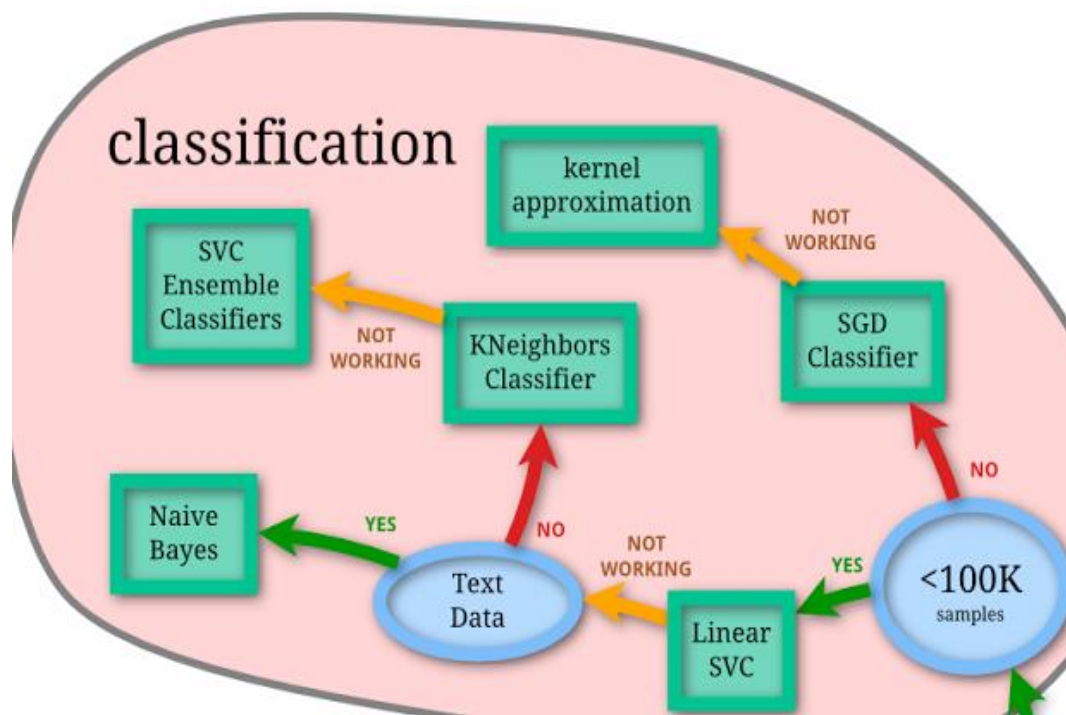 classification
kernel
approximation
NOT
WORKING
SVC
Ensemble
Classifiers
NOT
WORKING
KNeighbors
Classifier
SGD
Classifier
NO
Naive
Bayes
YES
NO
Text
Data
NOT
WORKING
Linear
SVC
YES
<100K
samples